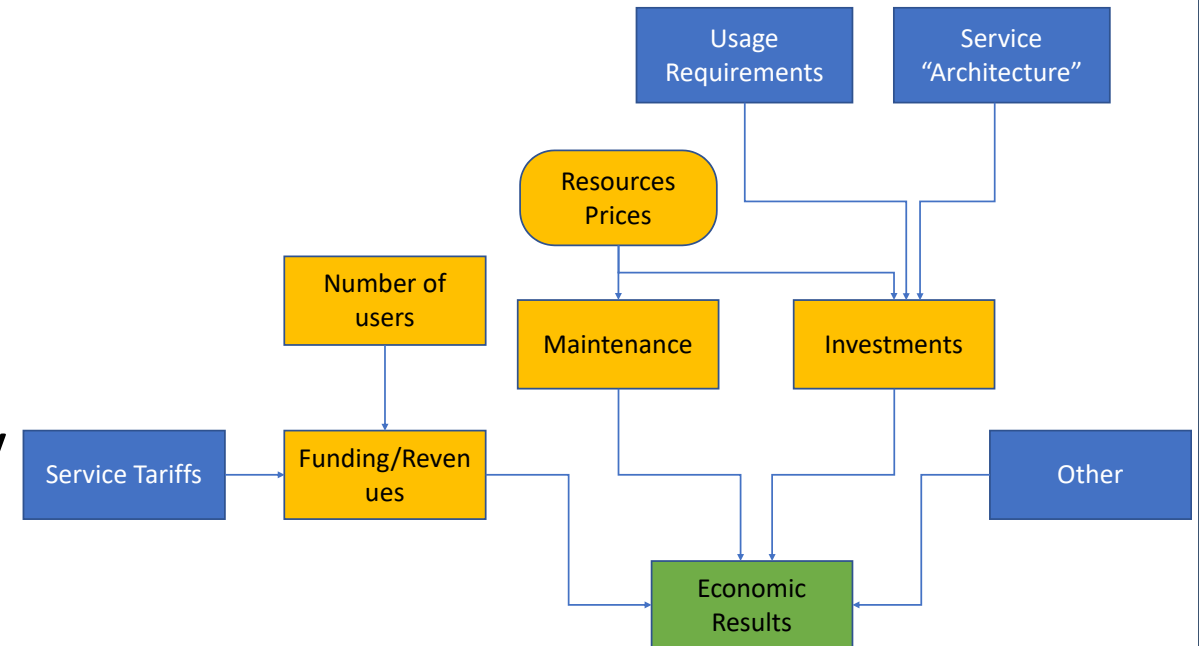 Usage
Requirements
Service
“Architecture”
Resources
Prices
Number of
users
Maintenance
Investments
Service Tariffs
Funding/Reven
ues
Other
Economic
Results